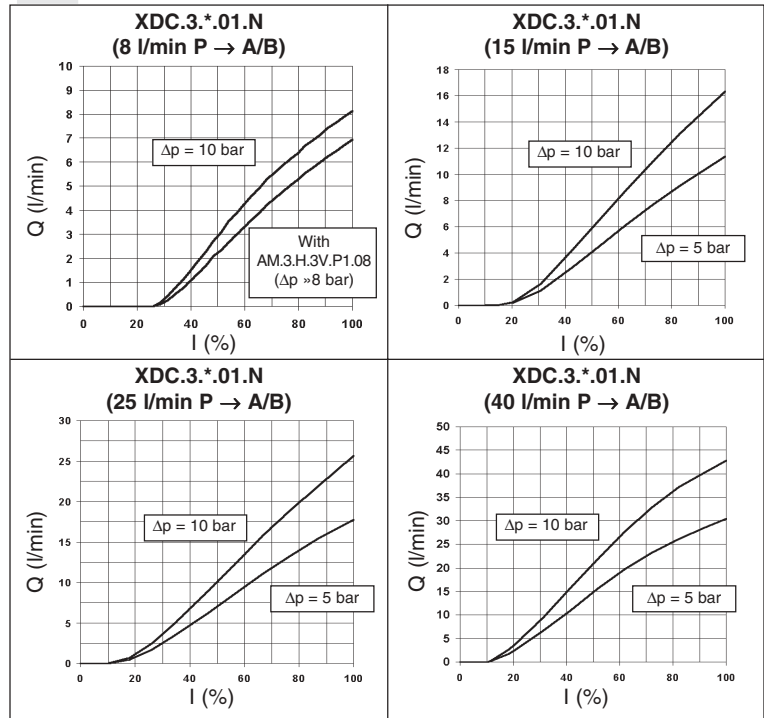 XDC.3.*.01.N
(8 l/min P → A/B)
10
9
8
7
6
5
4
3
2
1
0
Q (l/min)
Δp = 10 bar
With
AM.3.H.3V.P1.08
(Δp »8 bar)
0 20 40 60 80 100
I (%)
XDC.3.*.01.N
(15 l/min P → A/B)
18
16
14
12
10
8
6
4
2
0
Q (l/min)
Δp = 10 bar
Δp = 5 bar
0 20 40 60 80 100
I (%)
XDC.3.*.01.N
(25 l/min P → A/B)
30
25
20
15
10
5
0
Q (l/min)
Δp = 10 bar
Δp = 5 bar
0 20 40 60 80 100
I (%)
XDC.3.*.01.N
(40 l/min P → A/B)
50
45
40
35
30
25
20
15
10
5
0
Q (l/min)
Δp = 10 bar
Δp = 5 bar
0 20 40 60 80 100
I (%)